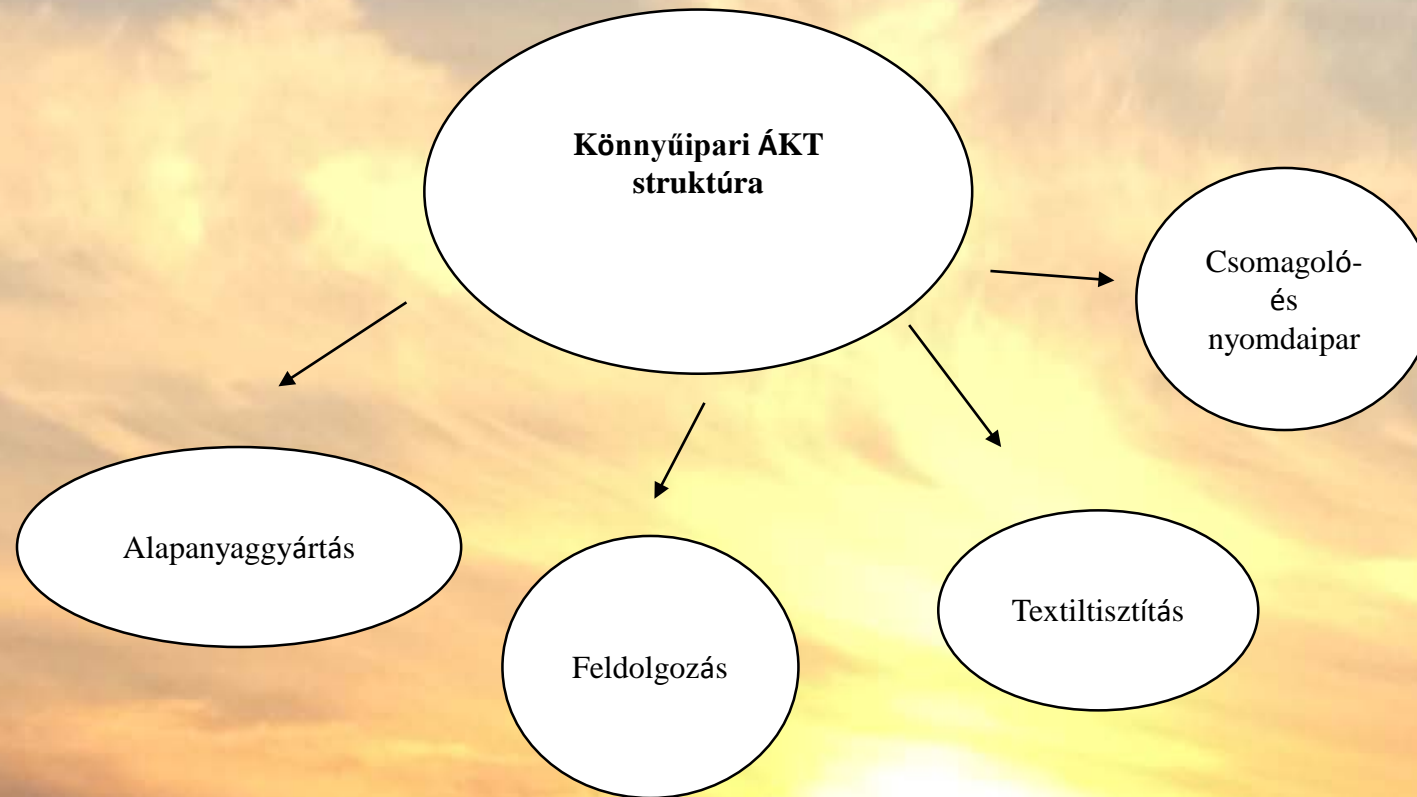 Könnyűipari ÁKT
struktúra
Csomagoló-
és
nyomdaipar
Alapanyaggyártás
Feldolgozás
Textiltisztítás